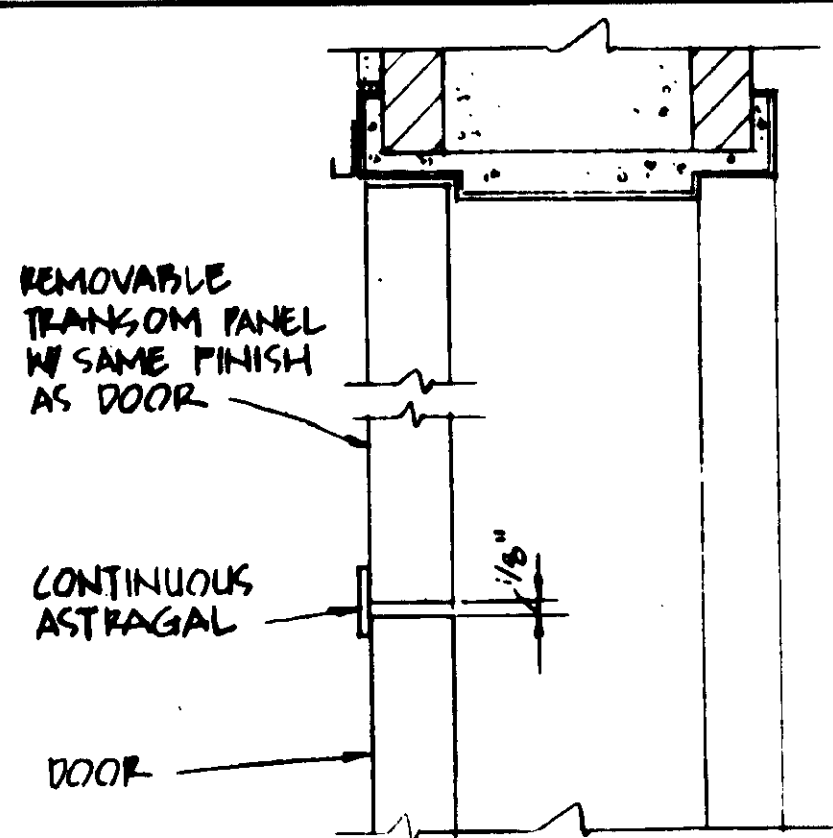 REMOVABLE
TRANSOM PANEL
W/ SAME FINISH
AS DOOR
1/8"
CONTINUOUS
ASTRAGAL
DOOR